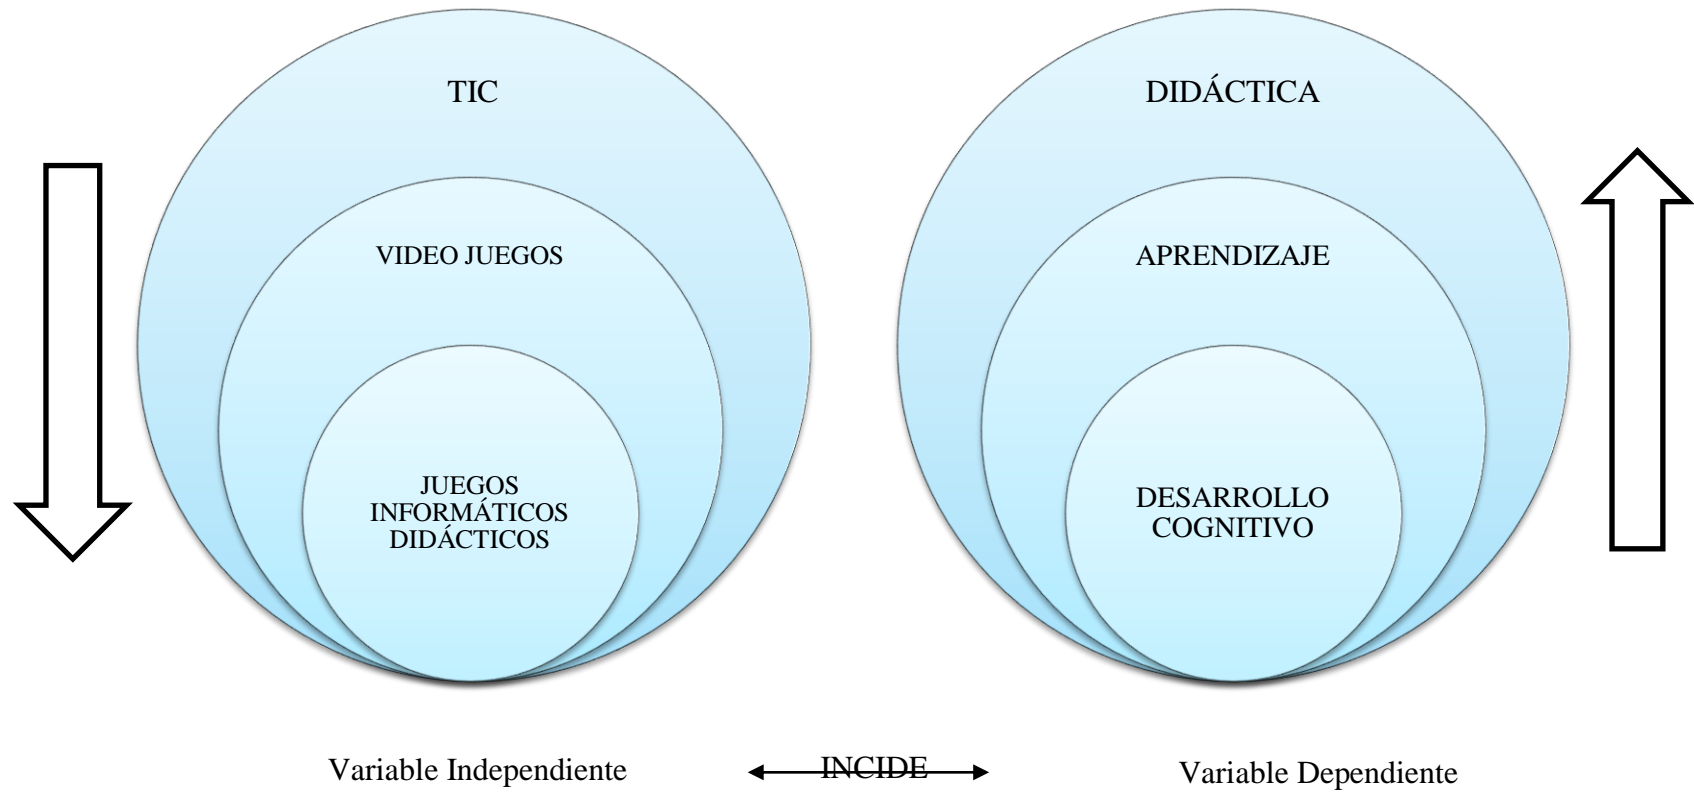 TIC
VIDEO JUEGOS
JUEGOS
INFORMÁTICOS
DIDÁCTICOS
DIDÁCTICA
APRENDIZAJE
DESARROLLO
COGNITIVO
Variable Independiente
INCIDE
Variable Dependiente